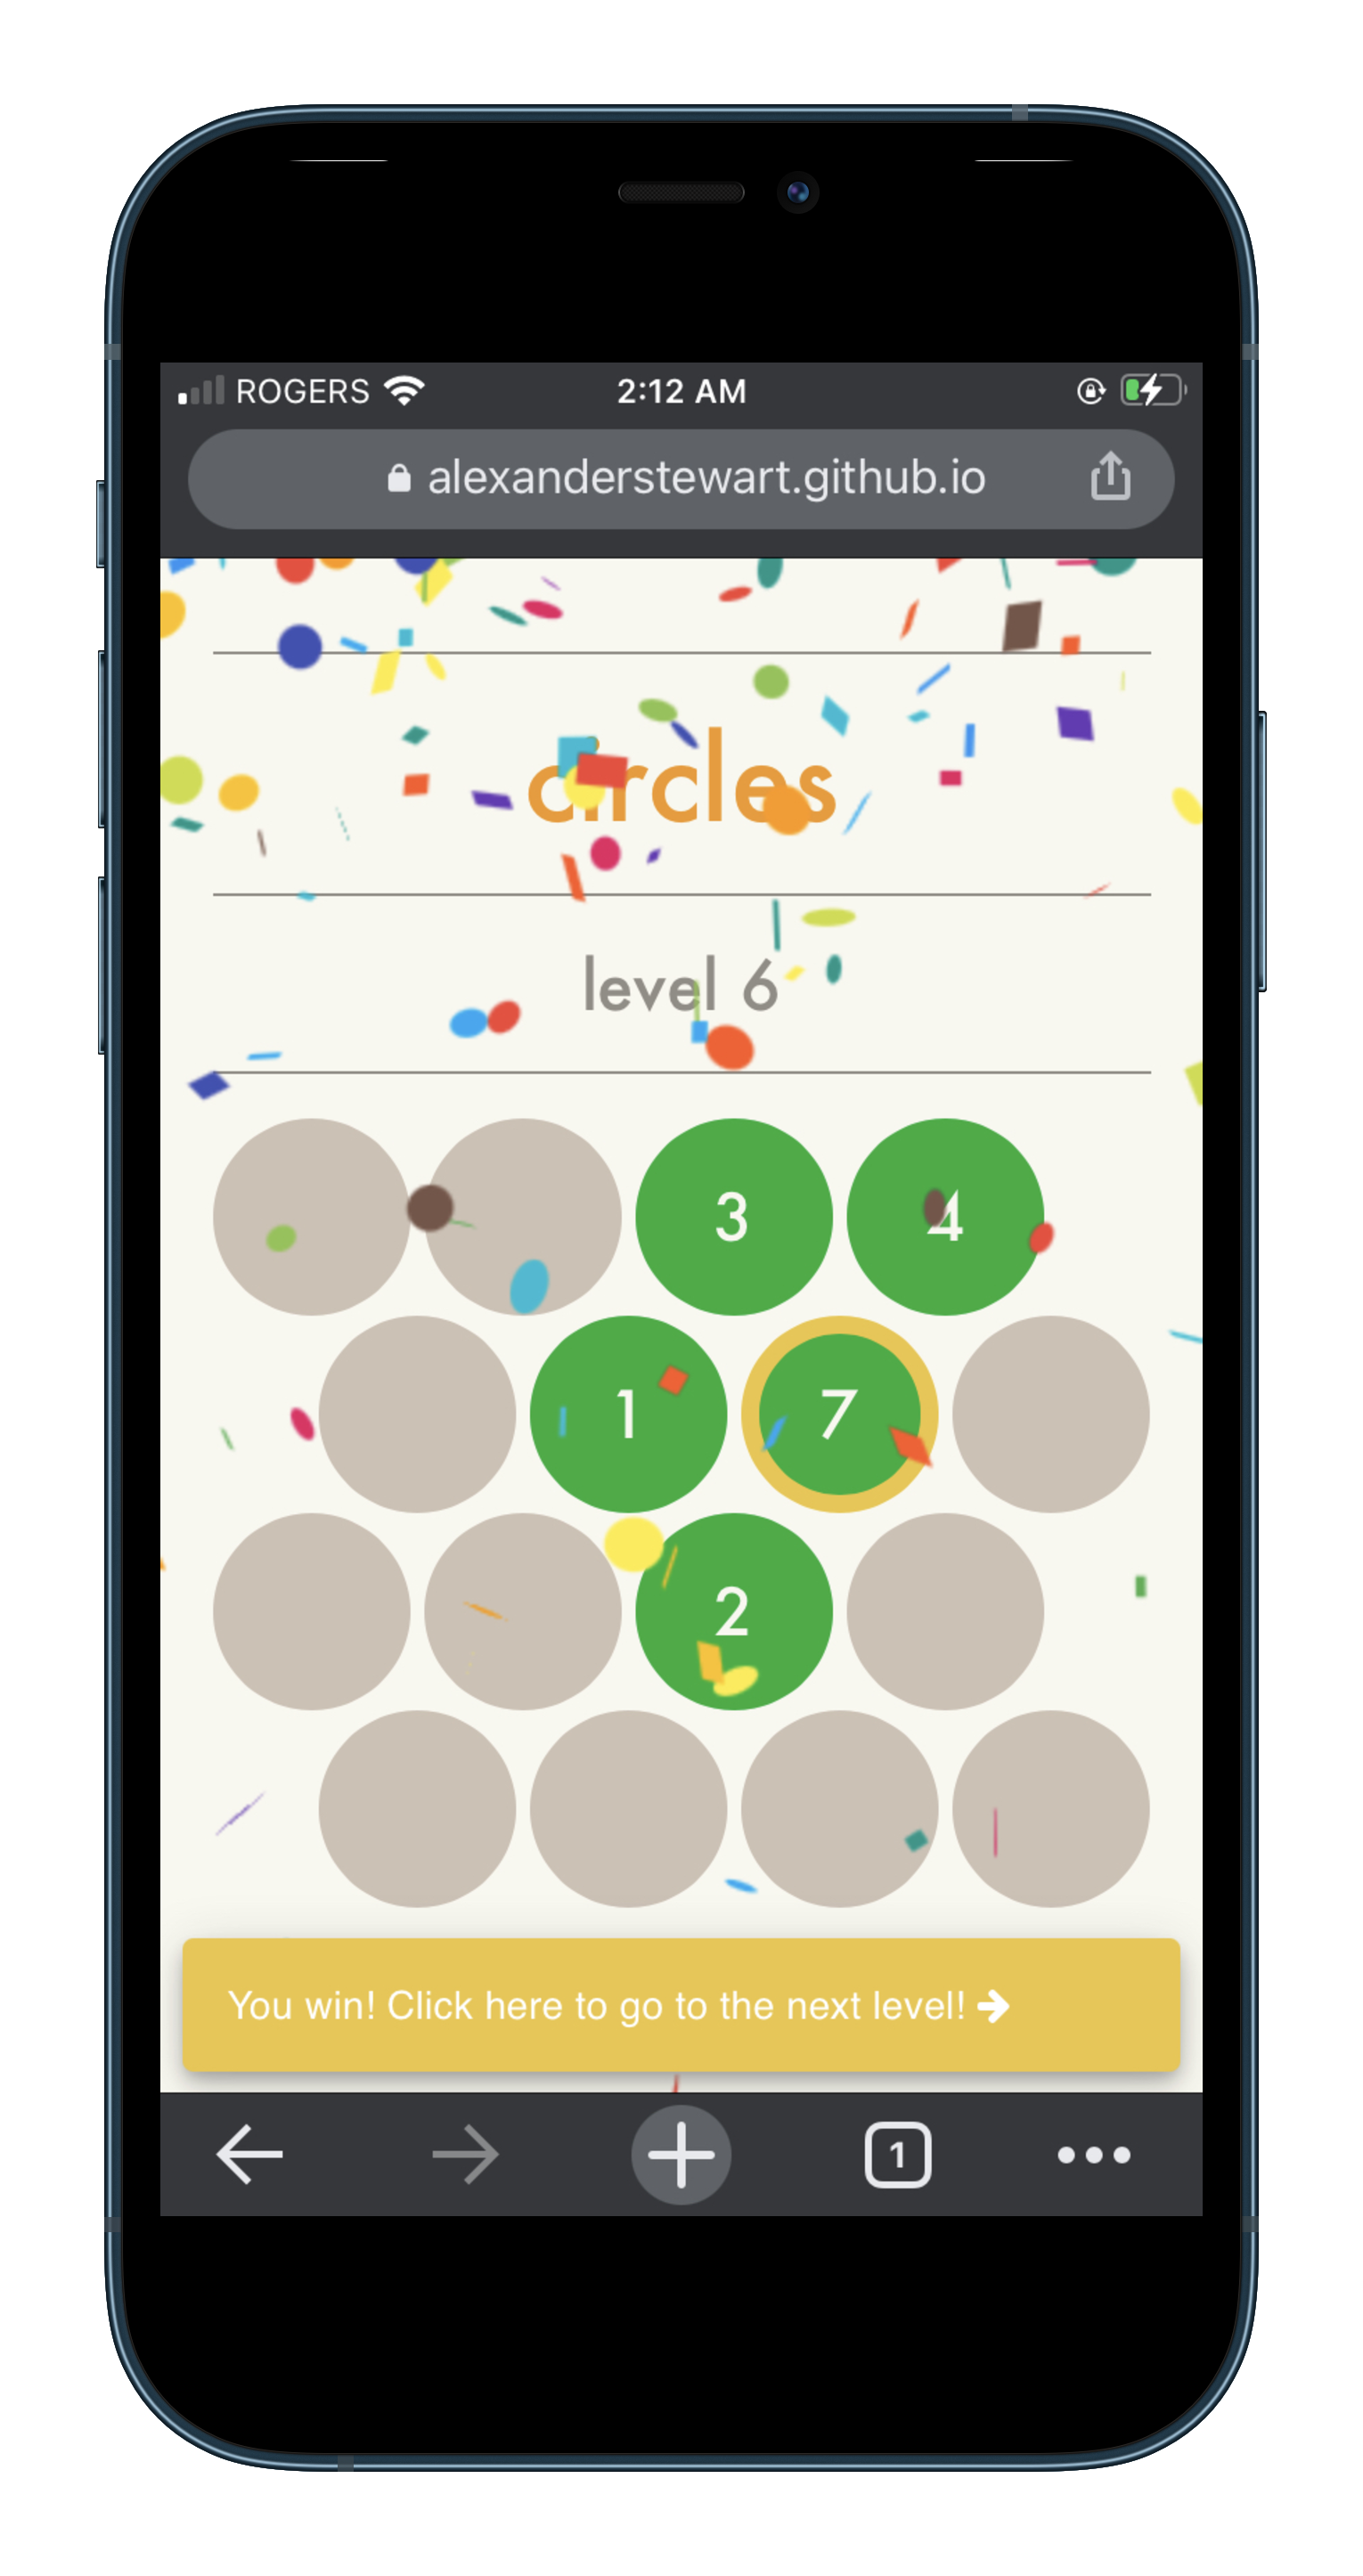 ROGERS 2:12 AM
alexanderstewart.github.io
circles
level 6
3 4
1 7
2
You win! Click here to go to the next level!
1